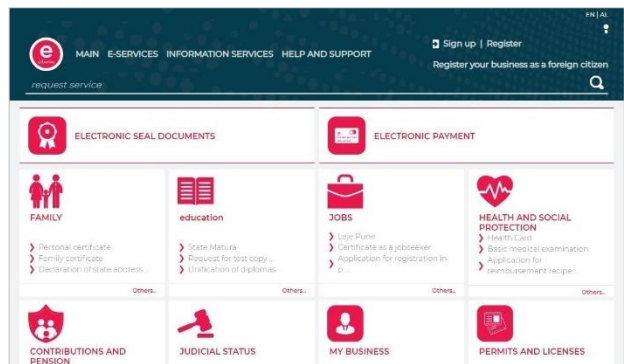 EN | AL
Sign up | Register
MAIN E-SERVICES INFORMATION SERVICES HELP AND SUPPORT
Register your business as a foreign citizen
request service
ELECTRONIC SEAL DOCUMENTS
ELECTRONIC PAYMENT
FAMILY
Personal certificate
Family certificate
Declaration of state address...
Others...
education
State Matura
Request for test copy ...
Unification of diplomas
Others...
JOBS
Leje Pune
Certificate as a jobseeker
Application for registration in
p...
Others...
HEALTH AND SOCIAL
PROTECTION
Health Card
Basic medical examination
Application for
reimbursement recipe...
Others...
CONTRIBUTIONS AND
PENSION
JUDICIAL STATUS
MY BUSINESS
PERMITS AND LICENSES